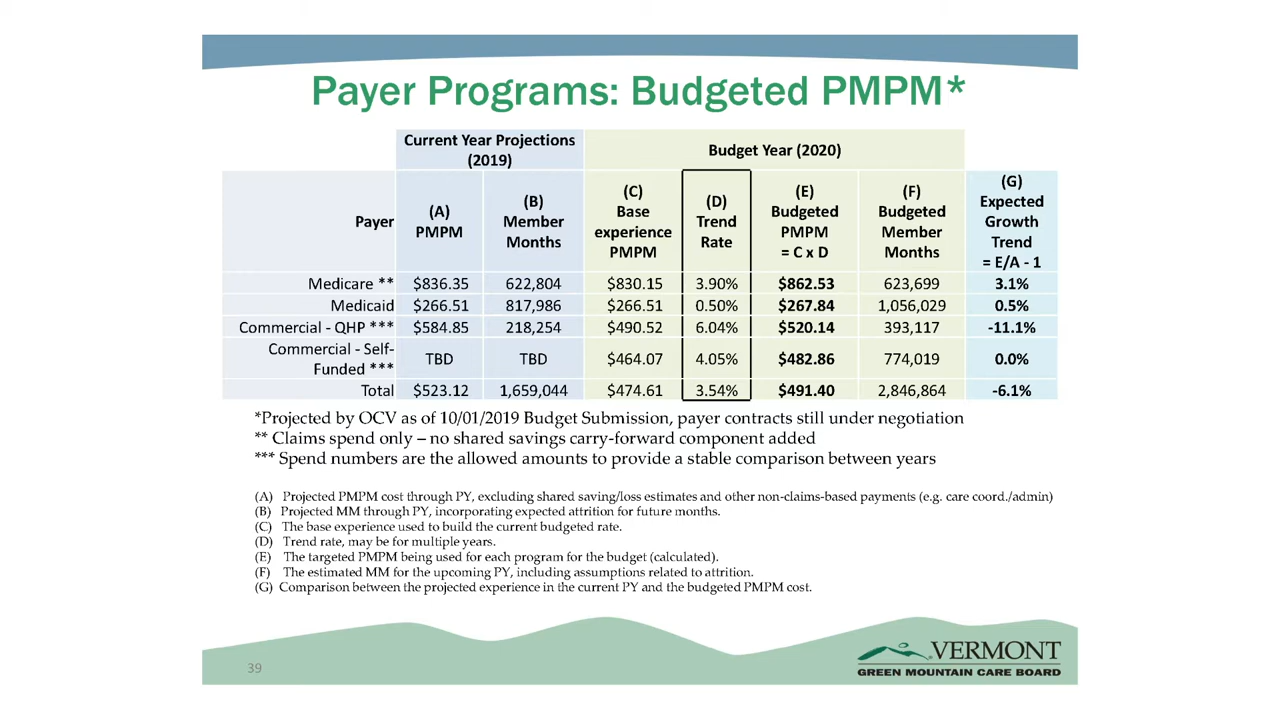 Payer Programs: Budgeted PMPM*
Current Year Projections (2019) Budget Year (2020)
Payer (A) PMPM (B) Member Months (C) Base experience PMPM (D) Trend Rate (E) Budgeted PMPM = C x D (F) Budgeted Member Months (G) Expected Growth Trend = E/A - 1
Medicare ** $836.35 622,804 $830.15 3.90% $862.53 623,699 3.1%
Medicaid $266.51 817,986 $266.51 0.50% $267.84 1,056,029 0.5%
Commercial - QHP *** $584.85 218,254 $490.52 6.04% $520.14 393,117 -11.1%
Commercial - Self-Funded *** TBD TBD $464.07 4.05% $482.86 774,019 0.0%
Total $523.12 1,659,044 $474.61 3.54% $491.40 2,846,864 -6.1%
*Projected by OCV as of 10/01/2019 Budget Submission, payer contracts still under negotiation
** Claims spend only – no shared savings carry-forward component added
*** Spend numbers are the allowed amounts to provide a stable comparison between years
(A) Projected PMPM cost through PY, excluding shared saving/loss estimates and other non-claims-based payments (e.g. care coord./admin)
(B) Projected MM through PY, incorporating expected attrition for future months.
(C) The base experience used to build the current budgeted rate.
(D) Trend rate, may be for multiple years.
(E) The targeted PMPM being used for each program for the budget (calculated).
(F) The estimated MM for the upcoming PY, including assumptions related to attrition.
(G) Comparison between the projected experience in the current PY and the budgeted PMPM cost.
39
VERMONT
GREEN MOUNTAIN CARE BOARD